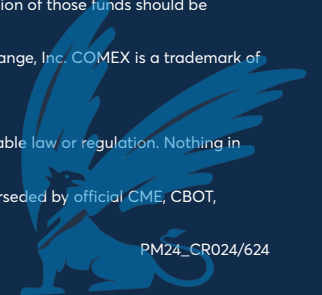 ion of those funds should be
ange, Inc. COMEX is a trademark of
able law or regulation. Nothing in
rseded by official CME, CBOT,
PM24_CR024/624